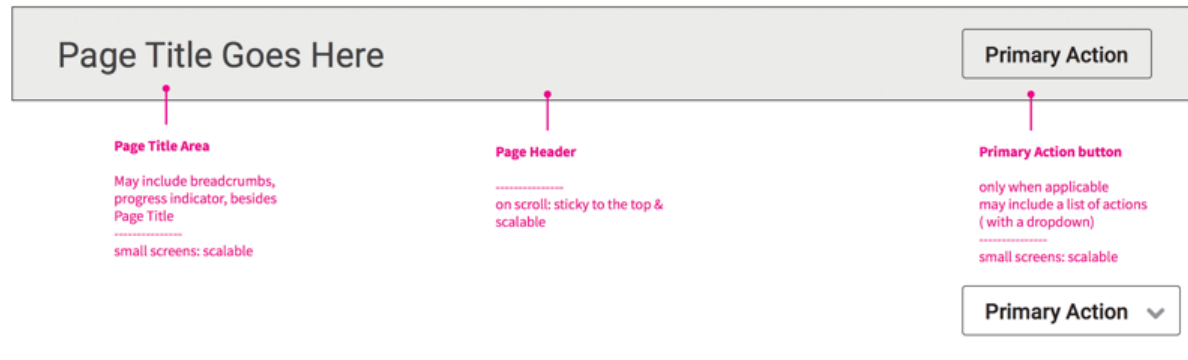 Page Title Goes Here
Primary Action
Page Title Area
May include breadcrumbs,
progress indicator, besides
Page Title
---------------
small screens: scalable
Page Header
---------------
on scroll: sticky to the top &
scalable
Primary Action button
only when applicable
may include a list of actions
( with a dropdown)
---------------
small screens: scalable
Primary Action